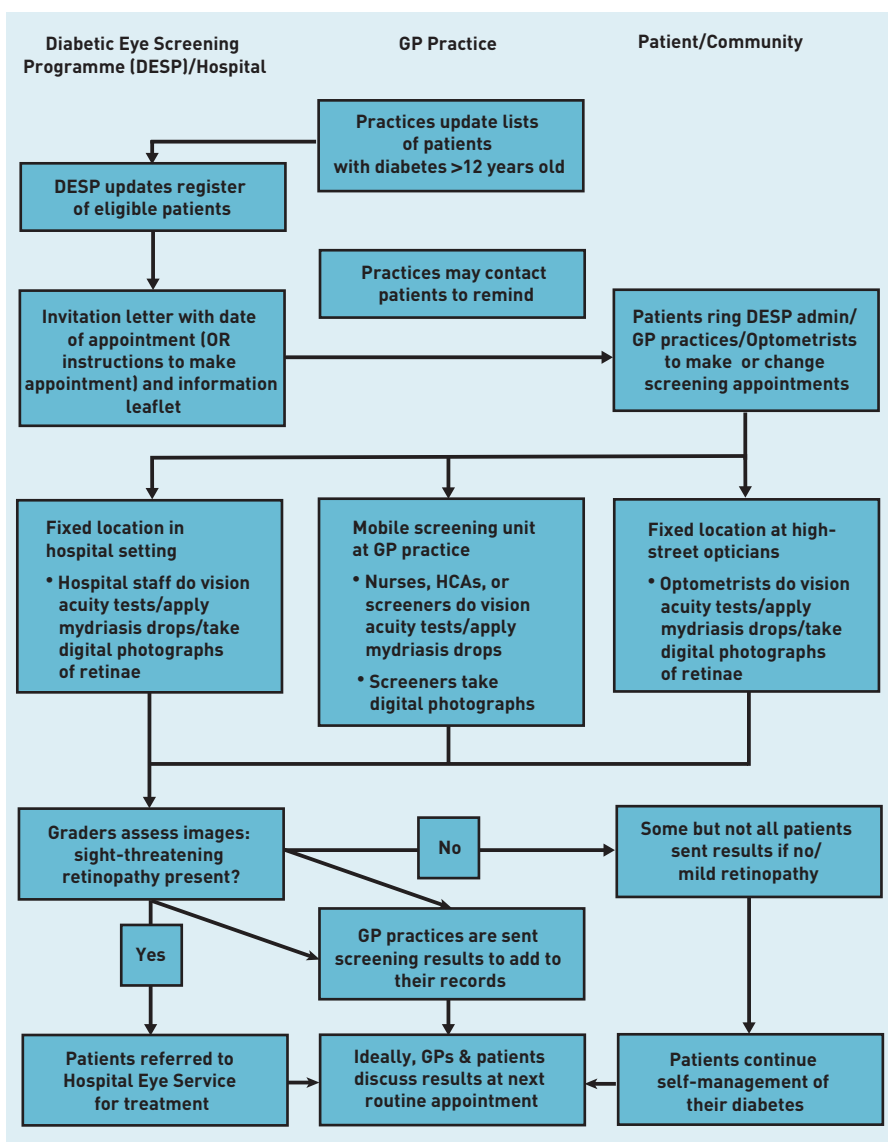 Diabetic Eye Screening
Programme (DESP)/Hospital
GP Practice
Patient/Community
Practices update lists
of patients
with diabetes >12 years old
DESP updates register
of eligible patients
Practices may contact
patients to remind
Invitation letter with date
of appointment (OR
instructions to make
appointment) and information
leaflet
Patients ring DESP admin/
GP practices/Optometrists
to make or change
screening appointments
Fixed location in
hospital setting
• Hospital staff do vision
acuity tests/apply
mydriasis drops/take
digital photographs
of retinae
Mobile screening unit
at GP practice
• Nurses, HCAs, or
screeners do vision
acuity tests/apply
mydriasis drops
• Screeners take
digital photographs
Fixed location at high-
street opticians
• Optometrists do vision
acuity tests/apply
mydriasis drops/take
digital photographs
of retinae
Graders assess images:
sight-threatening
retinopathy present?
No
Some but not all patients
sent results if no/
mild retinopathy
Yes
GP practices are sent
screening results to add to
their records
Patients referred to
Hospital Eye Service
for treatment
Ideally, GPs & patients
discuss results at next
routine appointment
Patients continue
self-management of
their diabetes